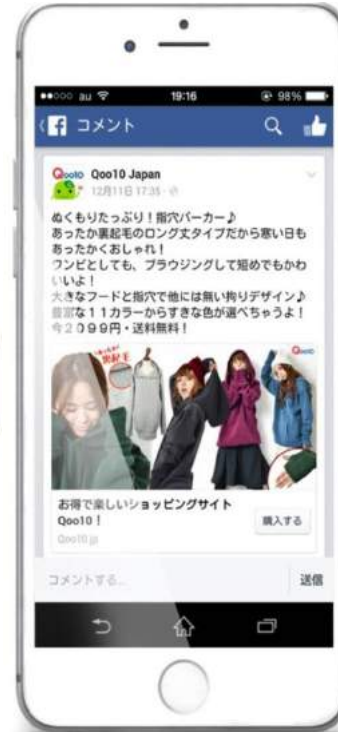 au 19:16 98%
コメント
Qoo10 Qoo10 Japan
12月11日 17:35
ぬくもりたっぷり!指穴パーカー♪
あったか裏起毛のロング丈タイプだから寒い日も
あったかくおしゃれ!
ワンピとしても、ブラウジングして短めでもかわ
いいよ!
大きなフードと指穴で他には無い拘りデザイン♪
豊富な11カラーからすきな色が選べちゃうよ!
今2099円・送料無料!
裏起毛
Qoo10
お得で楽しいショッピングサイト
Qoo10!
購入する
Qoo10.jp
コメントする...
送信